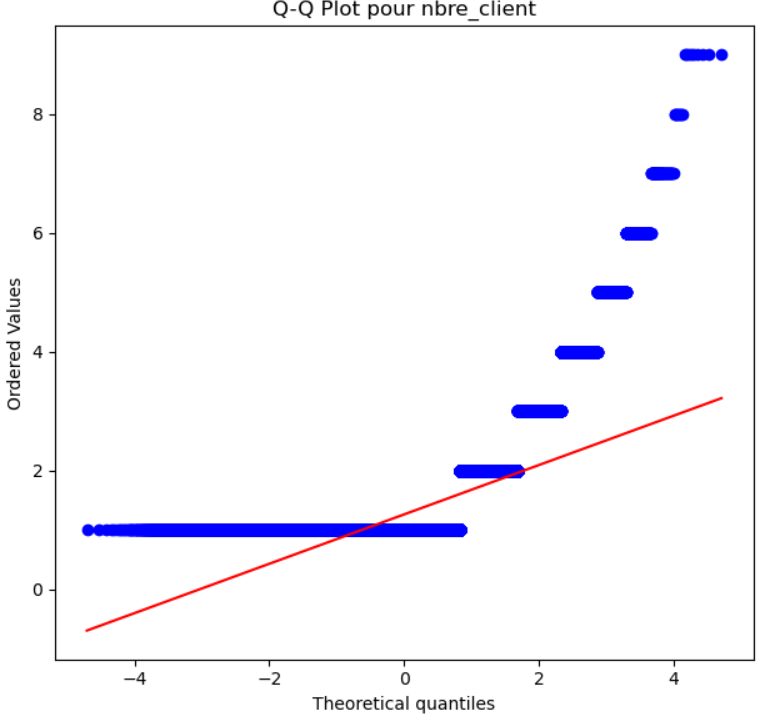 Q-Q Plot pour nbre_client
Ordered Values
8
6
4
2
0
−4 −2 0 2 4
Theoretical quantiles